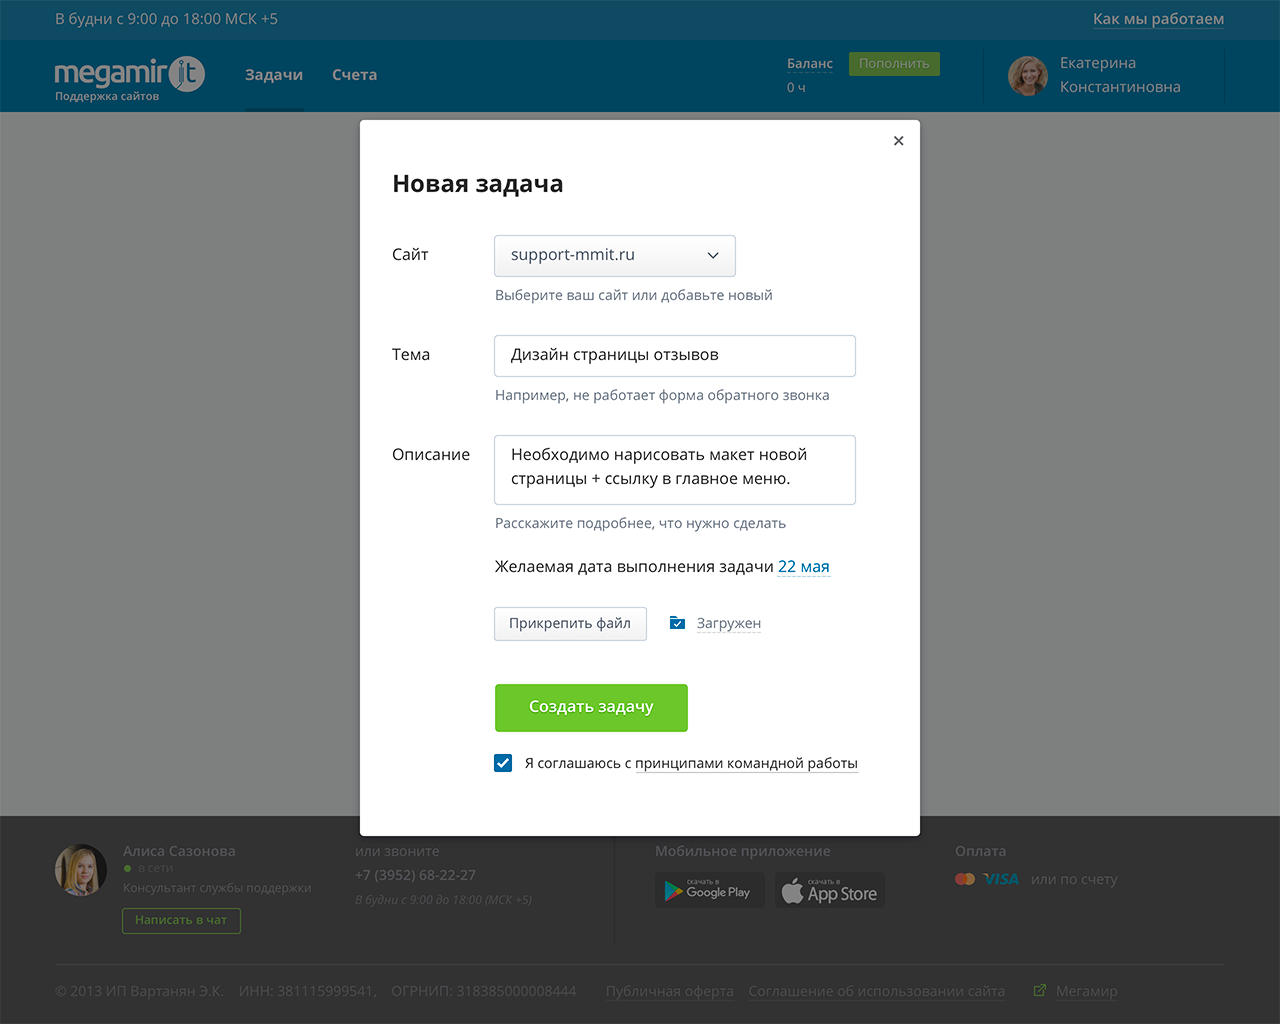 В будни с 9:00 до 18:00 МСК +5
Как мы работаем
megamir it
Поддержка сайтов
Задачи
Счета
Баланс
0 ч
Пополнить
Екатерина
Константиновна
Новая задача
Сайт
support-mmit.ru
Выберите ваш сайт или добавьте новый
Тема
Дизайн страницы отзывов
Например, не работает форма обратного звонка
Описание
Необходимо нарисовать макет новой
страницы + ссылку в главное меню.
Расскажите подробнее, что нужно сделать
Желаемая дата выполнения задачи 22 мая
Прикрепить файл
Загружен
Создать задачу
Я соглашаюсь с принципами командной работы
Алиса Сазонова
в сети
Консультант службы поддержки
Написать в чат
или звоните
+7 (3952) 68-22-27
В будни с 9:00 до 18:00 (МСК +5)
Мобильное приложение
скачать в
Google Play
скачать в
App Store
Оплата
VISA
или по счету
© 2013 ИП Вартанян Э.К.
ИНН: 381115999541,
ОГРНИП: 318385000008444
Публичная оферта
Соглашение об использовании сайта
Мегамир